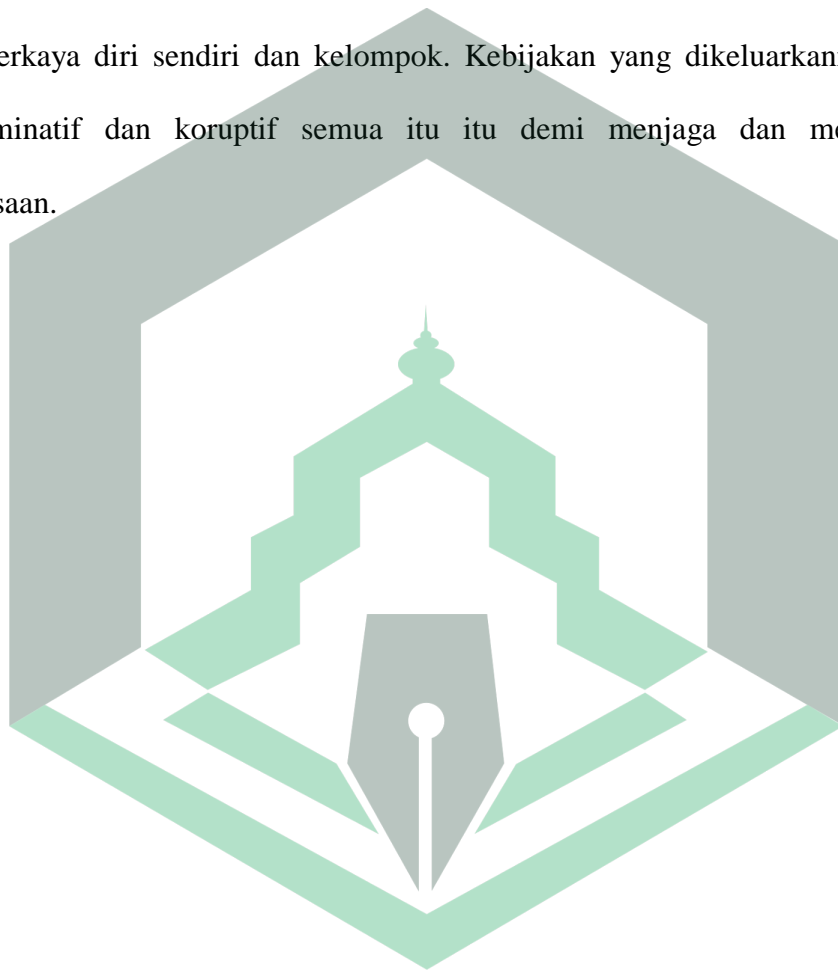 erkaya diri sendiri dan kelompok. Kebijakan yang dikeluarkan
minatif dan koruptif semua itu itu demi menjaga dan me
saan.